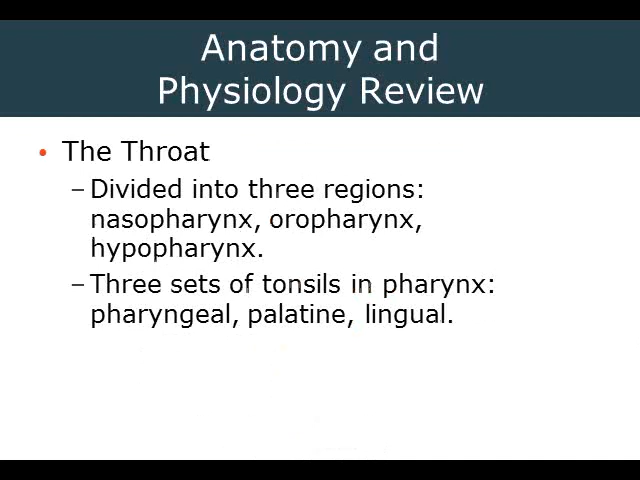 Anatomy and
Physiology Review
• The Throat
– Divided into three regions:
nasopharynx, oropharynx,
hypopharynx.
– Three sets of tonsils in pharynx:
pharyngeal, palatine, lingual.